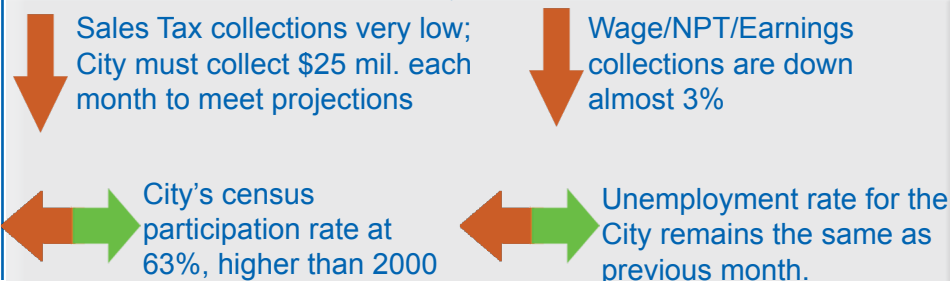 Sales Tax collections very low;
City must collect $25 mil. each
month to meet projections
Wage/NPT/Earnings
collections are down
almost 3%
City's census
participation rate at
63%, higher than 2000
Unemployment rate for the
City remains the same as
previous month.